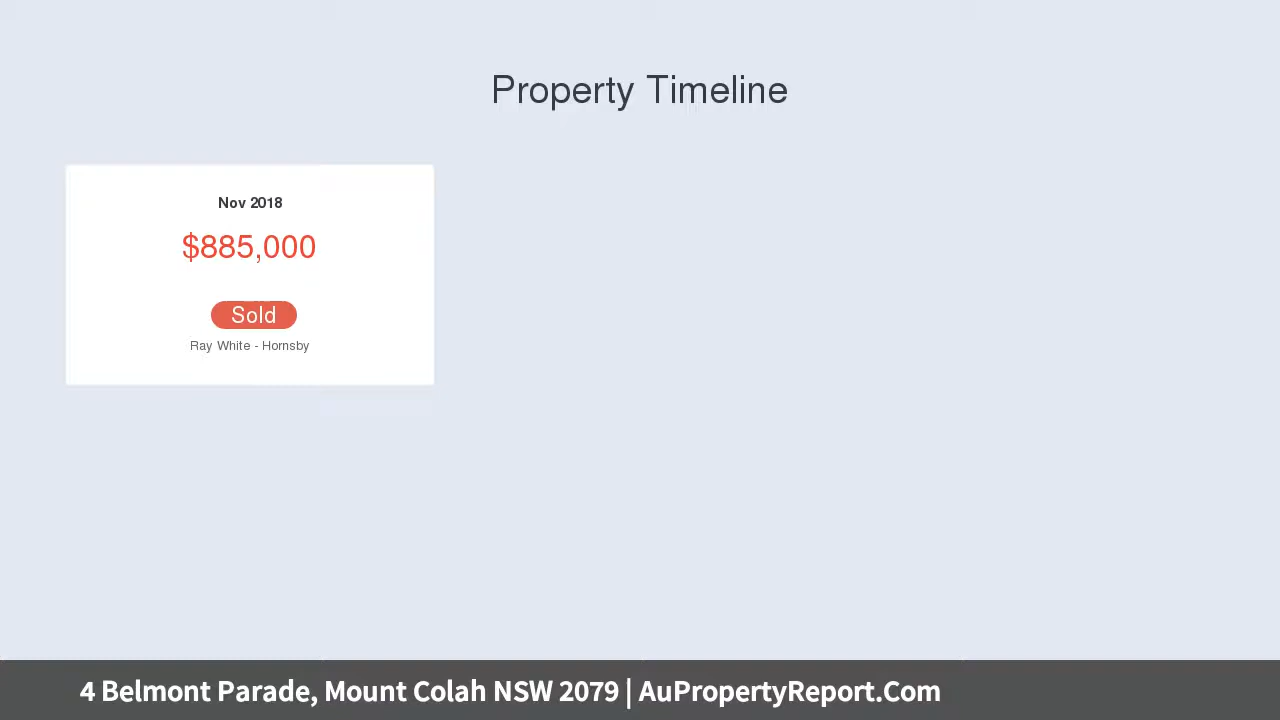 Property Timeline
Nov 2018
$885,000
Sold
Ray White - Hornsby
4 Belmont Parade, Mount Colah NSW 2079 | AuPropertyReport.Com